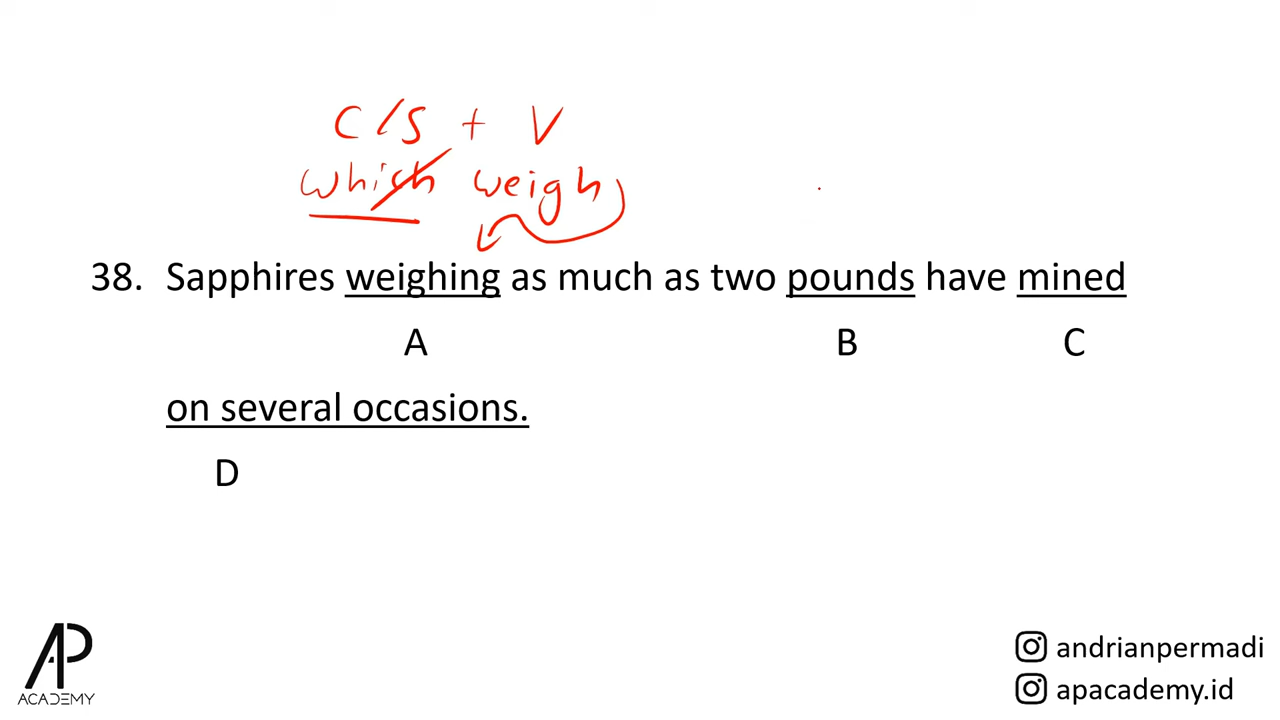 C/S + V
which weigh
38. Sapphires weighing as much as two pounds have mined
A B C
on several occasions.
D
AP
ACADEMY
andrianpermadi
apacademy.id